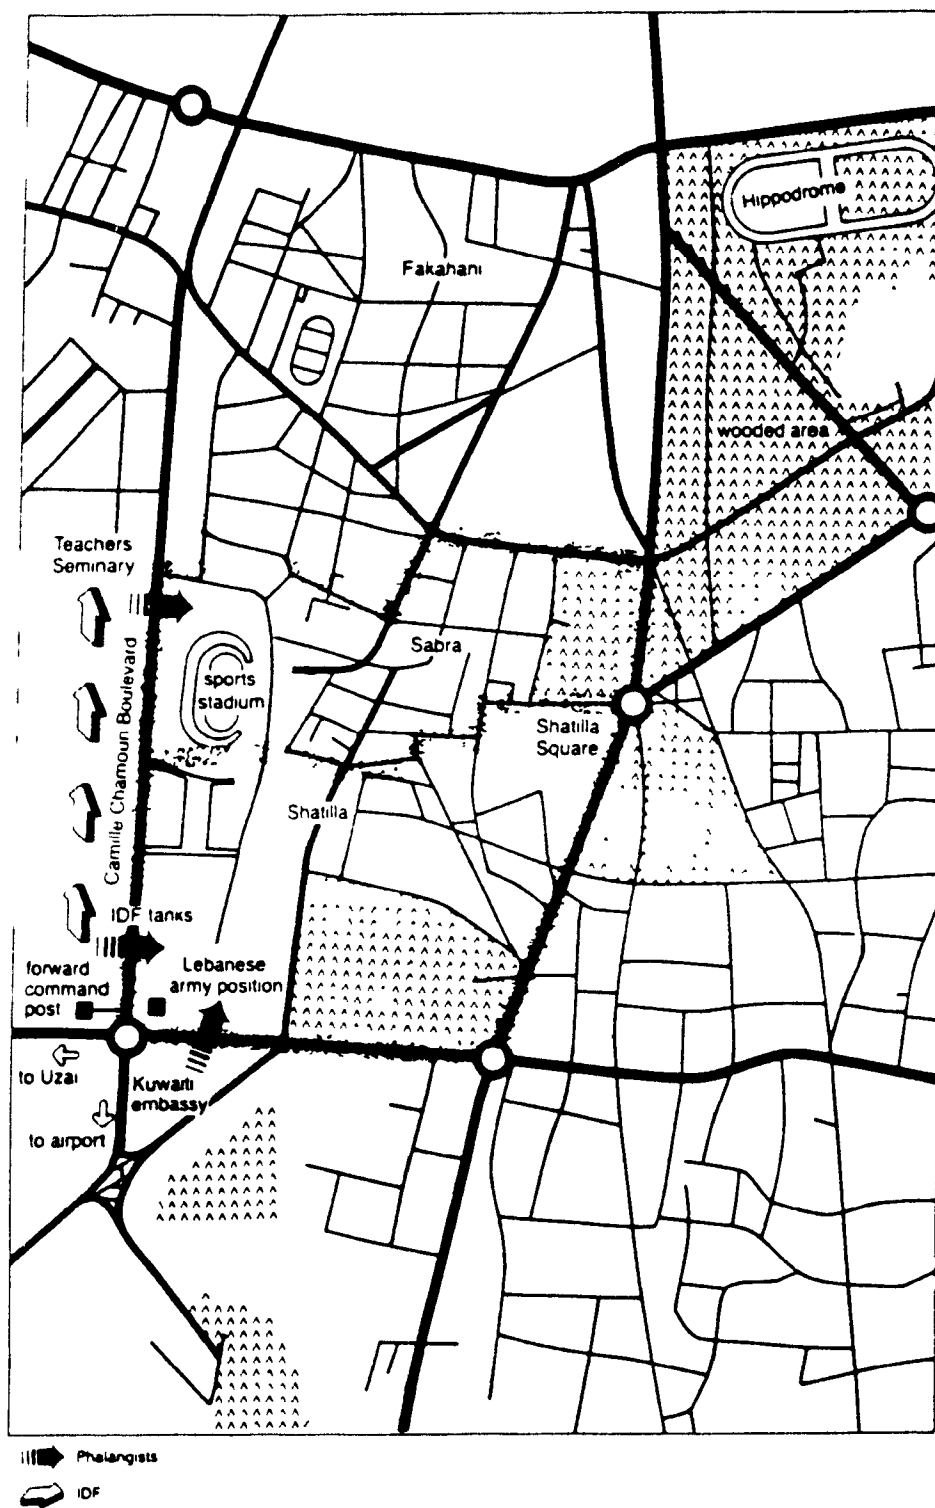 Hippodrome
Fakahani
wooded area
Teachers
Seminary
Sabra
sports
stadium
Camille Chamoun Boulevard
Shatilla
Square
Shatilla
IDF tanks
Lebanese
army position
forward
command
post
to Uzai
Kuwaiti
embassy
to airport
Phalangists
IDF